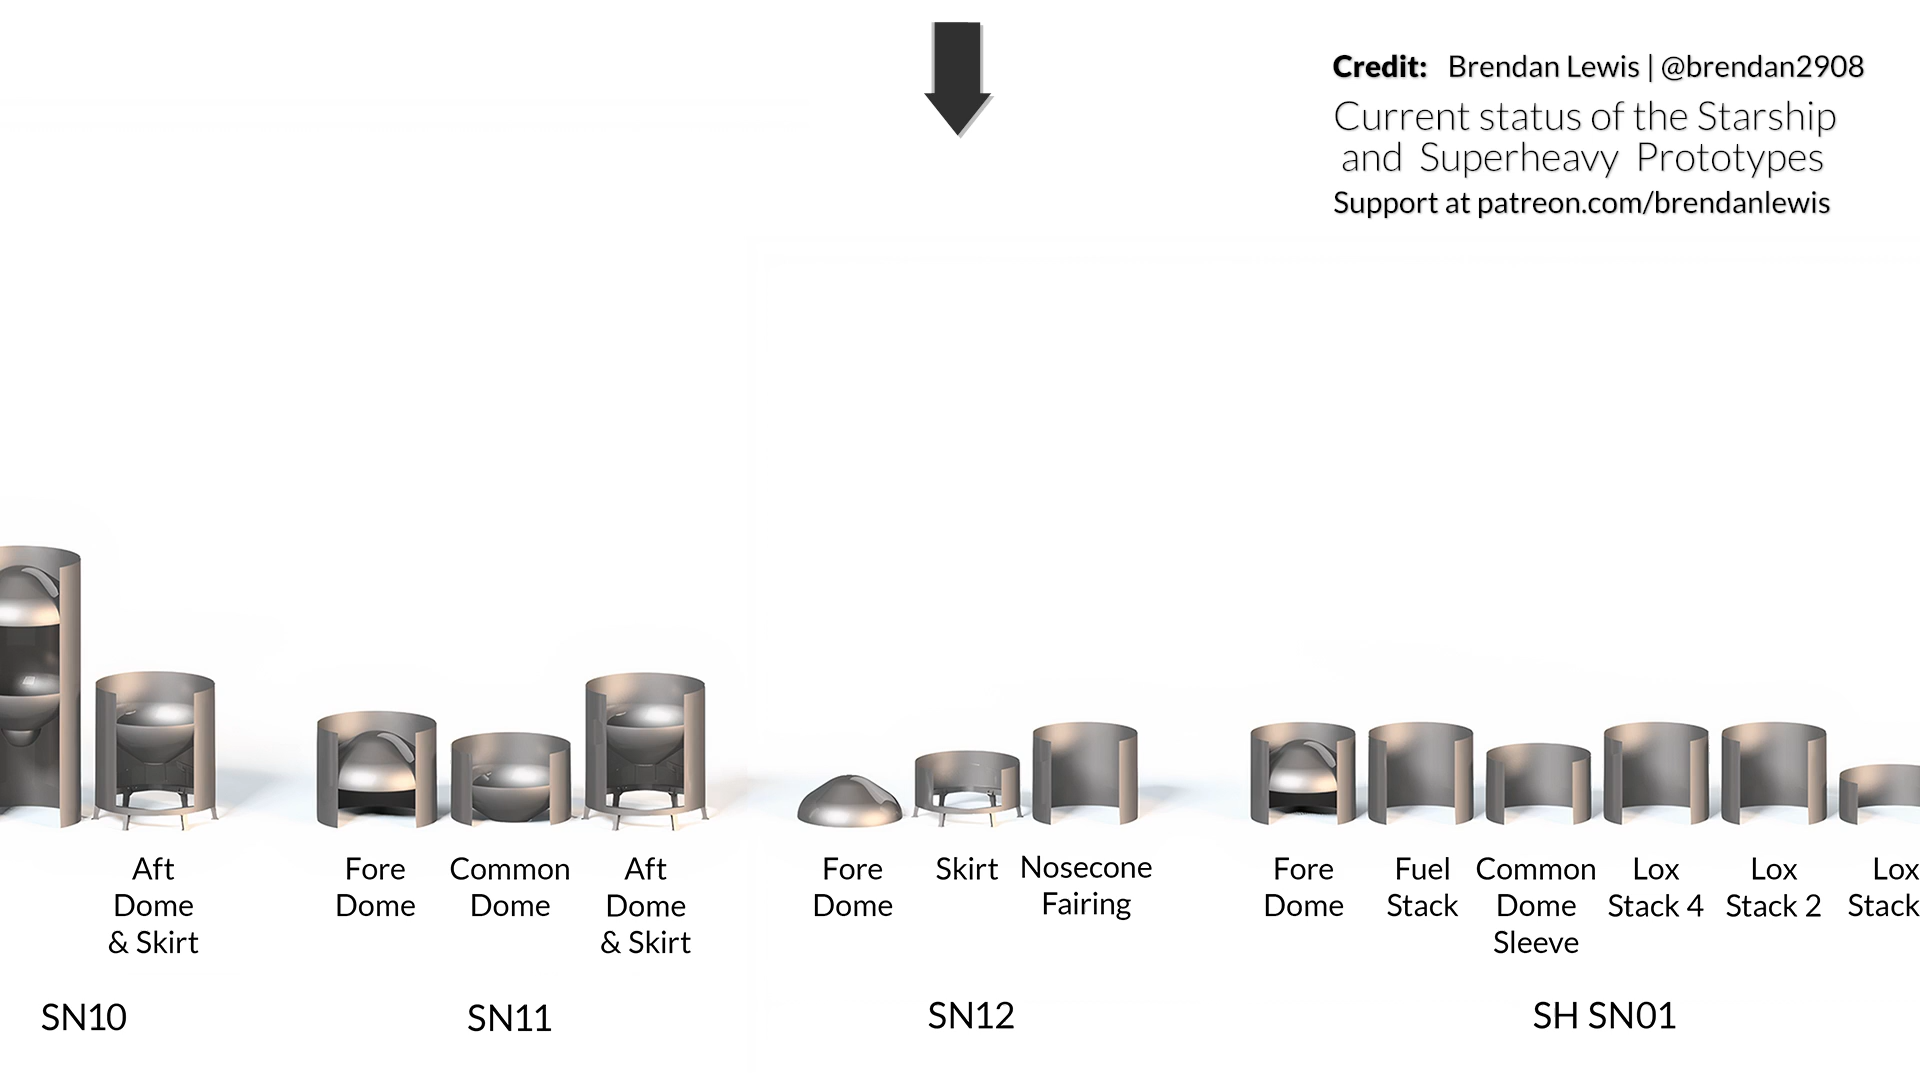 Credit: Brendan Lewis | @brendan2908
Current status of the Starship
and Superheavy Prototypes
Support at patreon.com/brendanlewis
Aft
Dome
& Skirt
SN10
Fore
Dome
Common
Dome
Aft
Dome
& Skirt
SN11
Fore
Dome
Skirt
Nosecone
Fairing
SN12
Fore
Dome
Fuel
Stack
Common
Dome
Sleeve
Lox
Stack 4
Lox
Stack 2
Lox
Stack
SH SN01